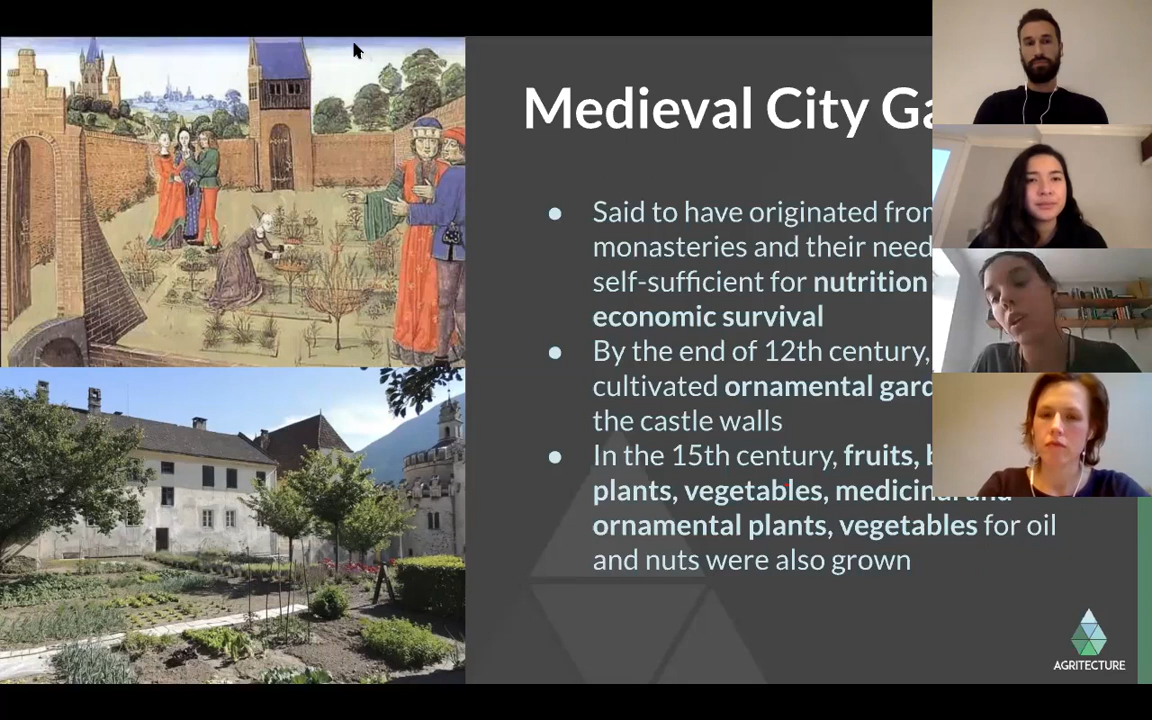 Medieval City Ga
Said to have originated from
monasteries and their need
self-sufficient for nutrition
economic survival
By the end of 12th century,
cultivated ornamental gard
the castle walls
In the 15th century, fruits, b
plants, vegetables, medicinal and
ornamental plants, vegetables for oil
and nuts were also grown
AGRITECTURE